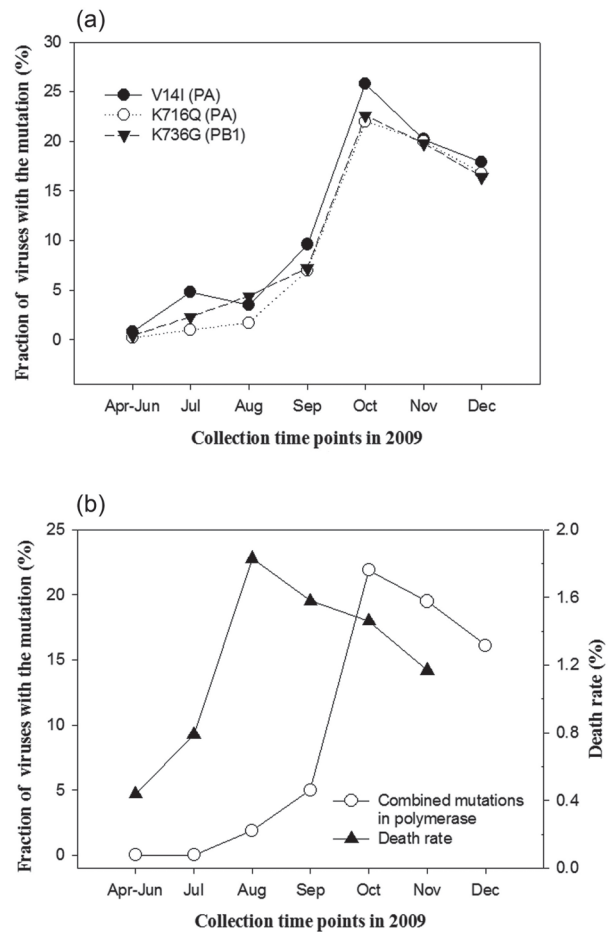 (a)
30
25
20
15
10
5
0
Fraction of viruses with the mutation (%)
V14I (PA)
K716Q (PA)
K736G (PB1)
Apr-Jun Jul Aug Sep Oct Nov Dec
Collection time points in 2009
(b)
25
20
15
10
5
0
Fraction of viruses with the mutation (%)
2.0
1.6
1.2
0.8
0.4
0.0
Death rate (%)
Combined mutations
in polymerase
Death rate
Apr-Jun Jul Aug Sep Oct Nov Dec
Collection time points in 2009